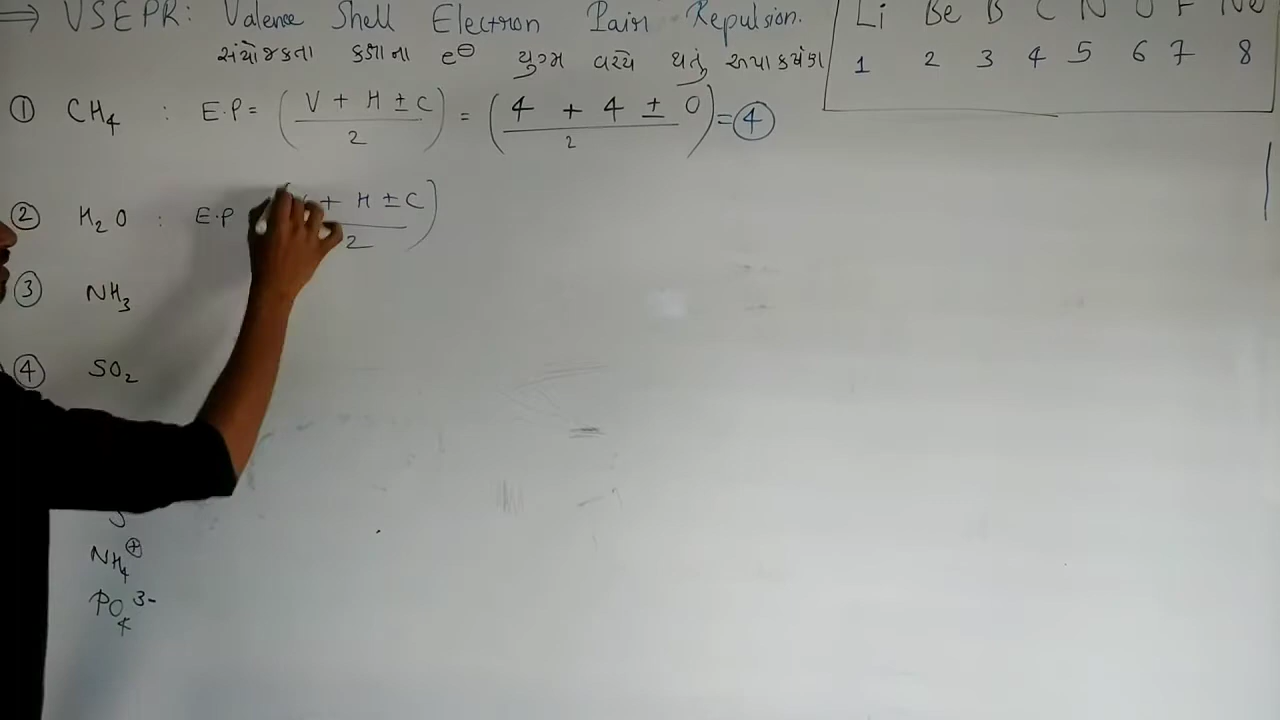 ⇒ VSEPR: Valence Shell Electron Pair Repulsion.
સંયોજકતા કક્ષાના e⊖ યુગ્મ વચ્ચે થતું અપાકર્ષણ
Li Be B C N O F Ne
1 2 3 4 5 6 7 8
① CH₄ : E.P = (V + H ± C / 2) = (4 + 4 ± 0 / 2) = ④
② H₂O : E.P (V + H ± C / 2)
③ NH₃
④ SO₂
NH₄⊕
PO₄³⁻